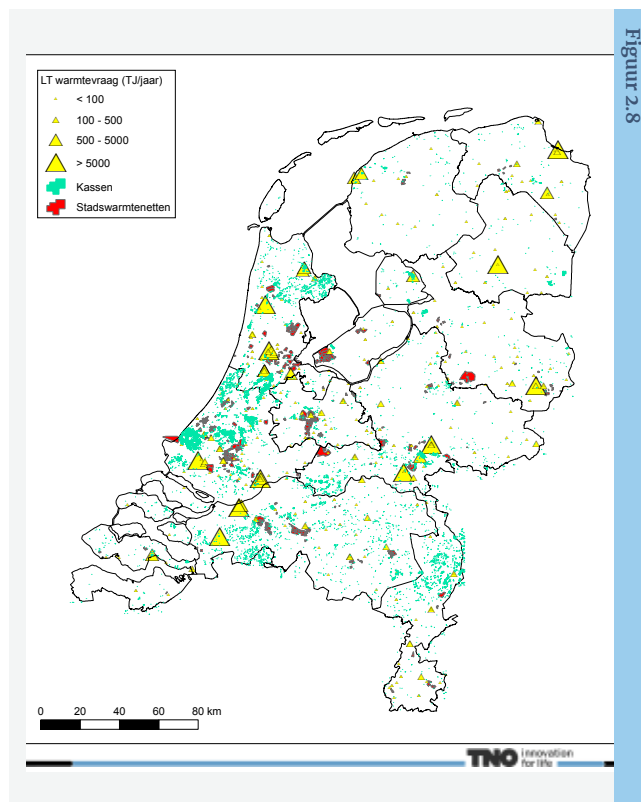 Figuur 2.8
LT warmtevraag (TJ/jaar)
< 100
100 - 500
500 - 5000
> 5000
Kassen
Stadswarmtenetten
0 20 40 60 80 km
TNO innovation
for life